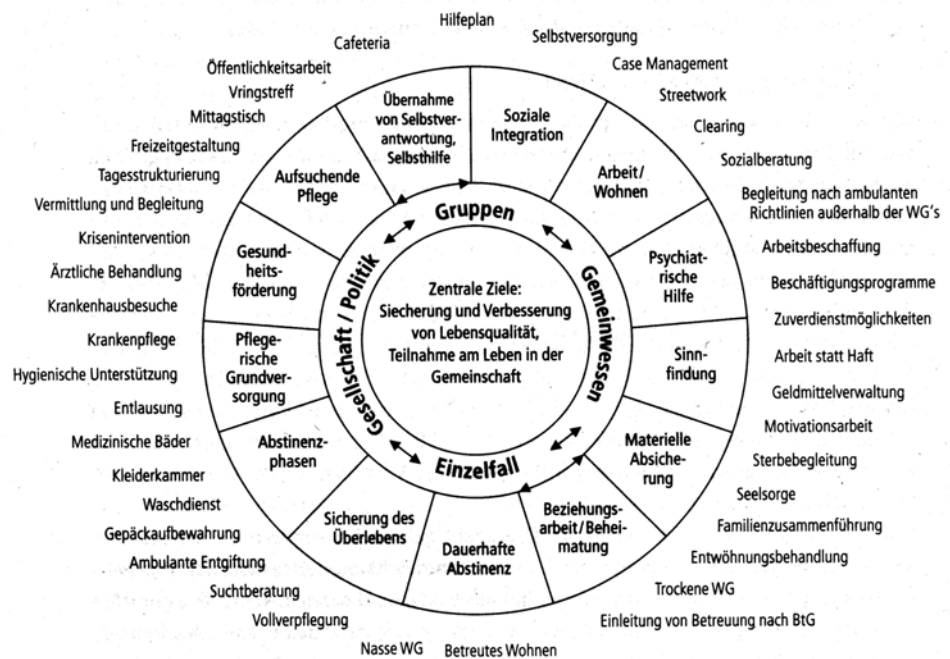 Hilfeplan
Selbstversorgung
Case Management
Streetwork
Clearing
Sozialberatung
Begleitung nach ambulanten
Richtlinien außerhalb der WG's
Arbeitsbeschaffung
Beschäftigungsprogramme
Zuverdienstmöglichkeiten
Arbeit statt Haft
Geldmittelverwaltung
Motivationsarbeit
Sterbebegleitung
Seelsorge
Familienzusammenführung
Entwöhnungsbehandlung
Trockene WG
Einleitung von Betreuung nach BtG
Betreutes Wohnen
Nasse WG
Vollverpflegung
Suchtberatung
Ambulante Entgiftung
Gepäckaufbewahrung
Waschdienst
Kleiderkammer
Medizinische Bäder
Entlausung
Hygienische Unterstützung
Krankenpflege
Krankenhausbesuche
Ärztliche Behandlung
Krisenintervention
Vermittlung und Begleitung
Tagesstrukturierung
Freizeitgestaltung
Mittagstisch
Vringstreff
Öffentlichkeitsarbeit
Cafeteria
Übernahme
von Selbstver-
antwortung,
Selbsthilfe
Soziale
Integration
Arbeit/
Wohnen
Psychiat-
rische
Hilfe
Sinn-
findung
Materielle
Absiche-
rung
Beziehungs-
arbeit/Behei-
matung
Dauerhafte
Abstinenz
Sicherung des
Überlebens
Abstinenz-
phasen
Pflege-
rische
Grundver-
sorgung
Gesund-
heits-
förderung
Aufsuchende
Pflege
Gruppen
Gemeinwessen
Einzelfall
Gesellschaft / Politik
Zentrale Ziele:
Siecherung und Verbesserung
von Lebensqualität,
Teilnahme am Leben in der
Gemeinschaft